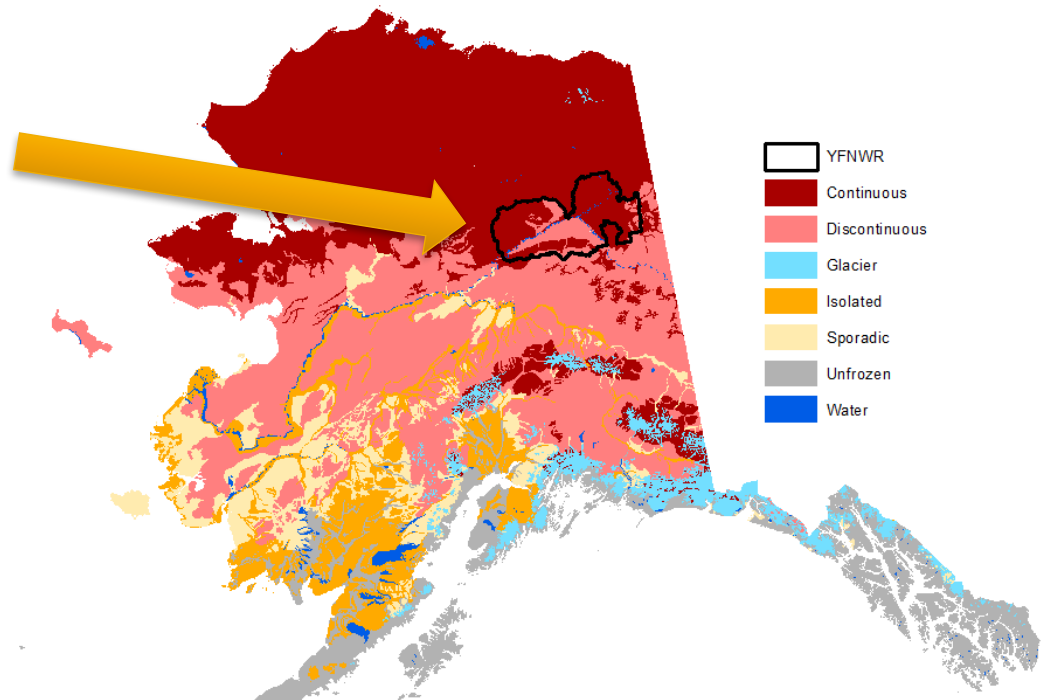 YFNWR
Continuous
Discontinuous
Glacier
Isolated
Sporadic
Unfrozen
Water